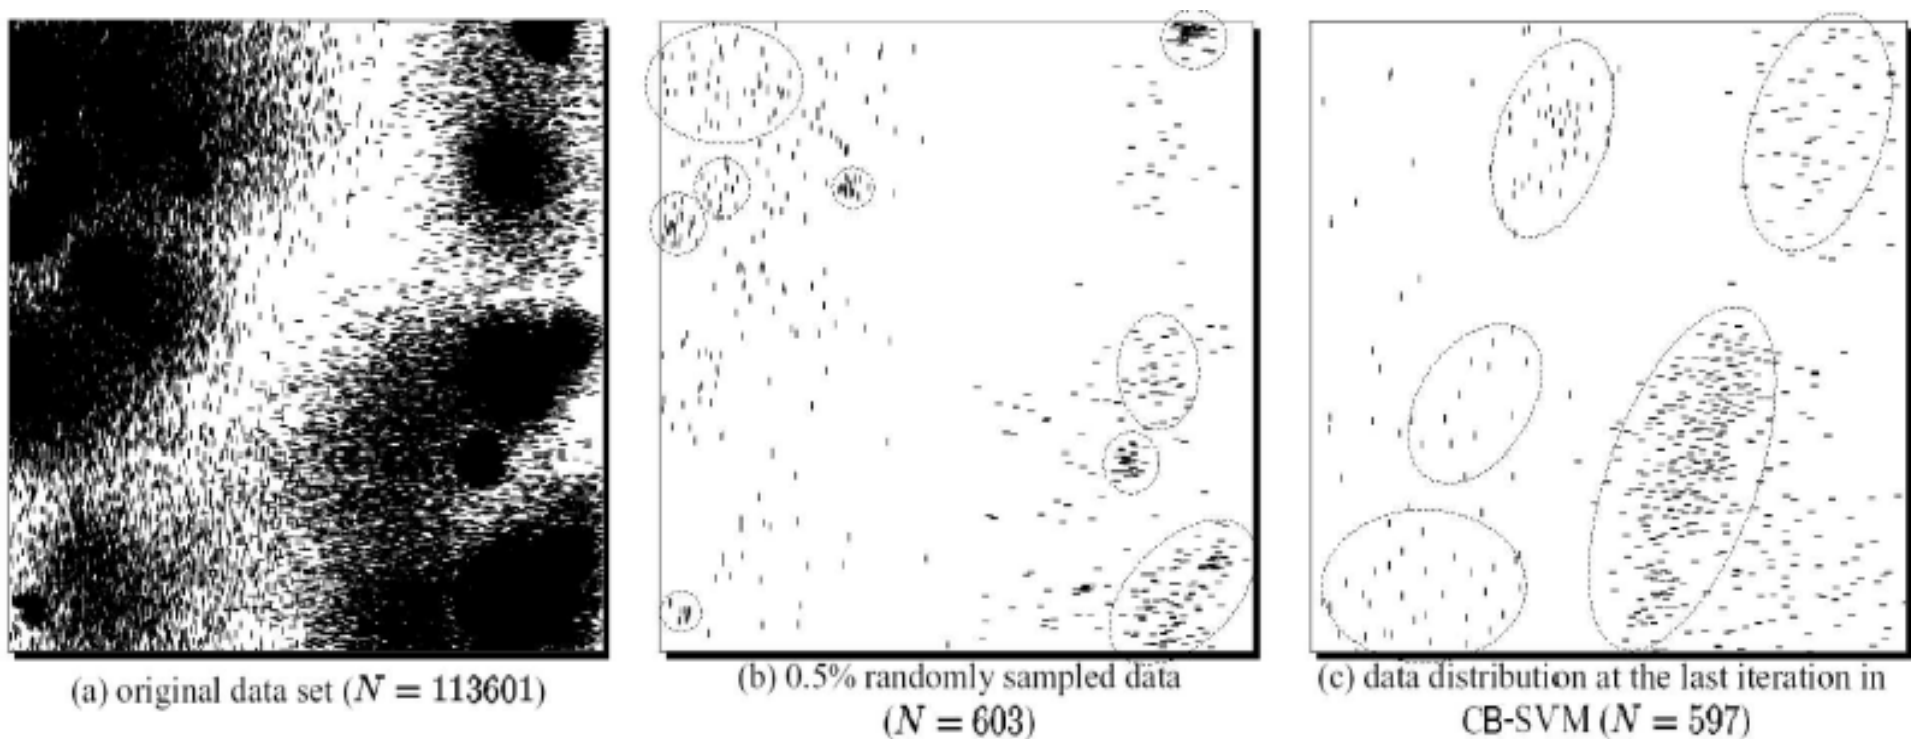 (a) original data set (N = 113601)
(b) 0.5% randomly sampled data
(N = 603)
(c) data distribution at the last iteration in
CB-SVM (N = 597)